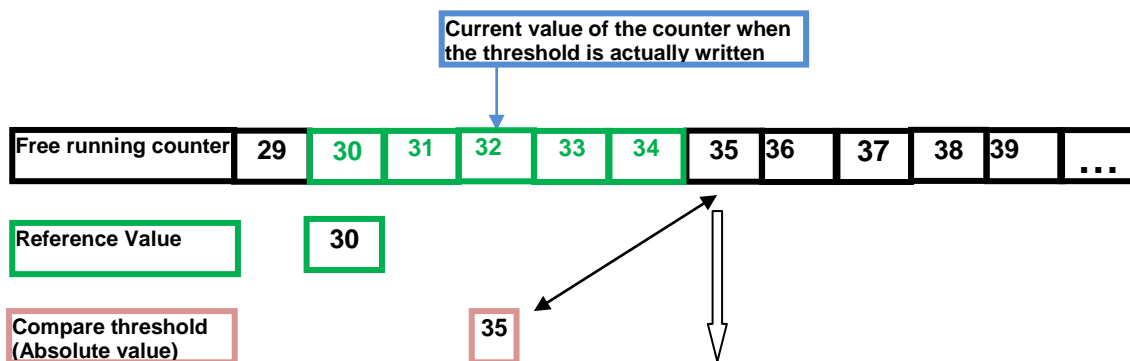 Current value of the counter when
the threshold is actually written
Free running counter 29 30 31 32 33 34 35 36 37 38 39 ...
Reference Value 30
Compare threshold 35
(Absolute value)